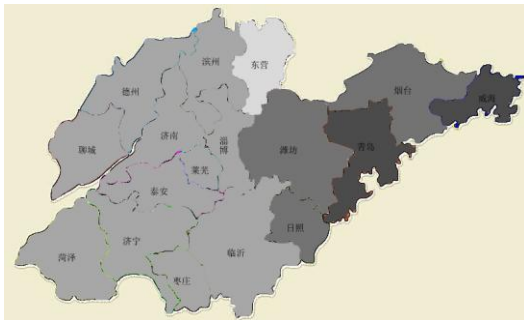 滨州
东营
德州
烟台
威海
聊城
济南
淄博
潍坊
青岛
莱芜
泰安
日照
济宁
临沂
菏泽
枣庄